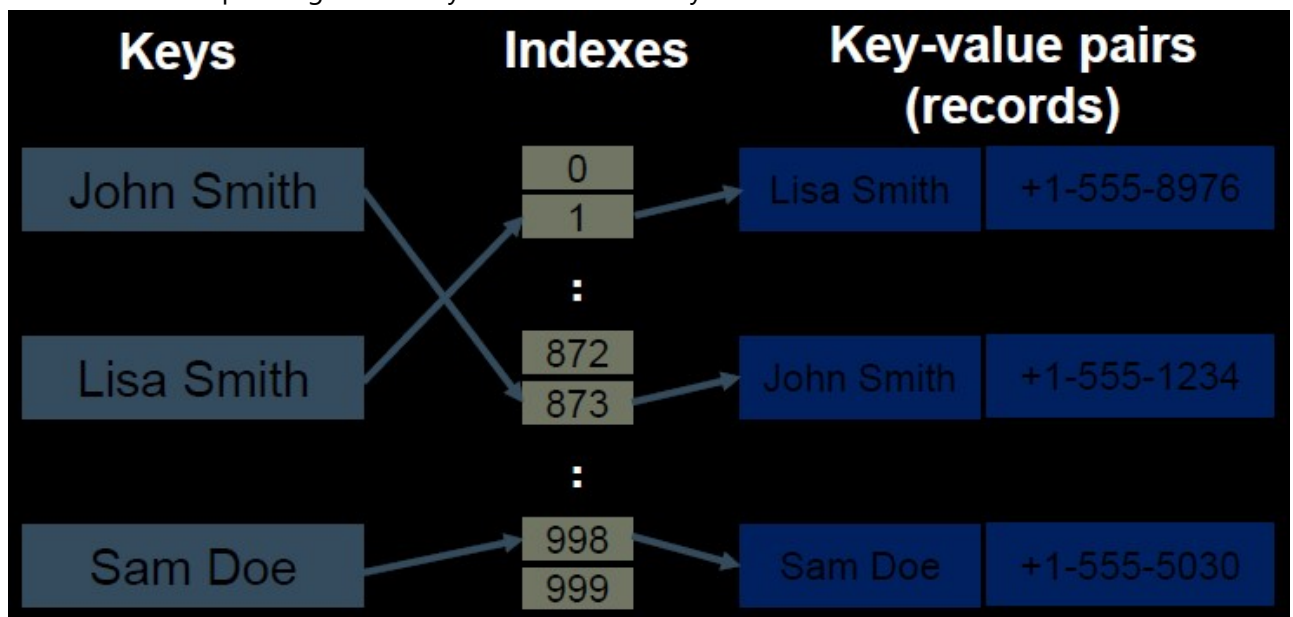 Keys
Indexes
Key-value pairs
(records)
John Smith
0
1
Lisa Smith
+1-555-8976
:
Lisa Smith
872
873
John Smith
+1-555-1234
:
Sam Doe
998
999
Sam Doe
+1-555-5030